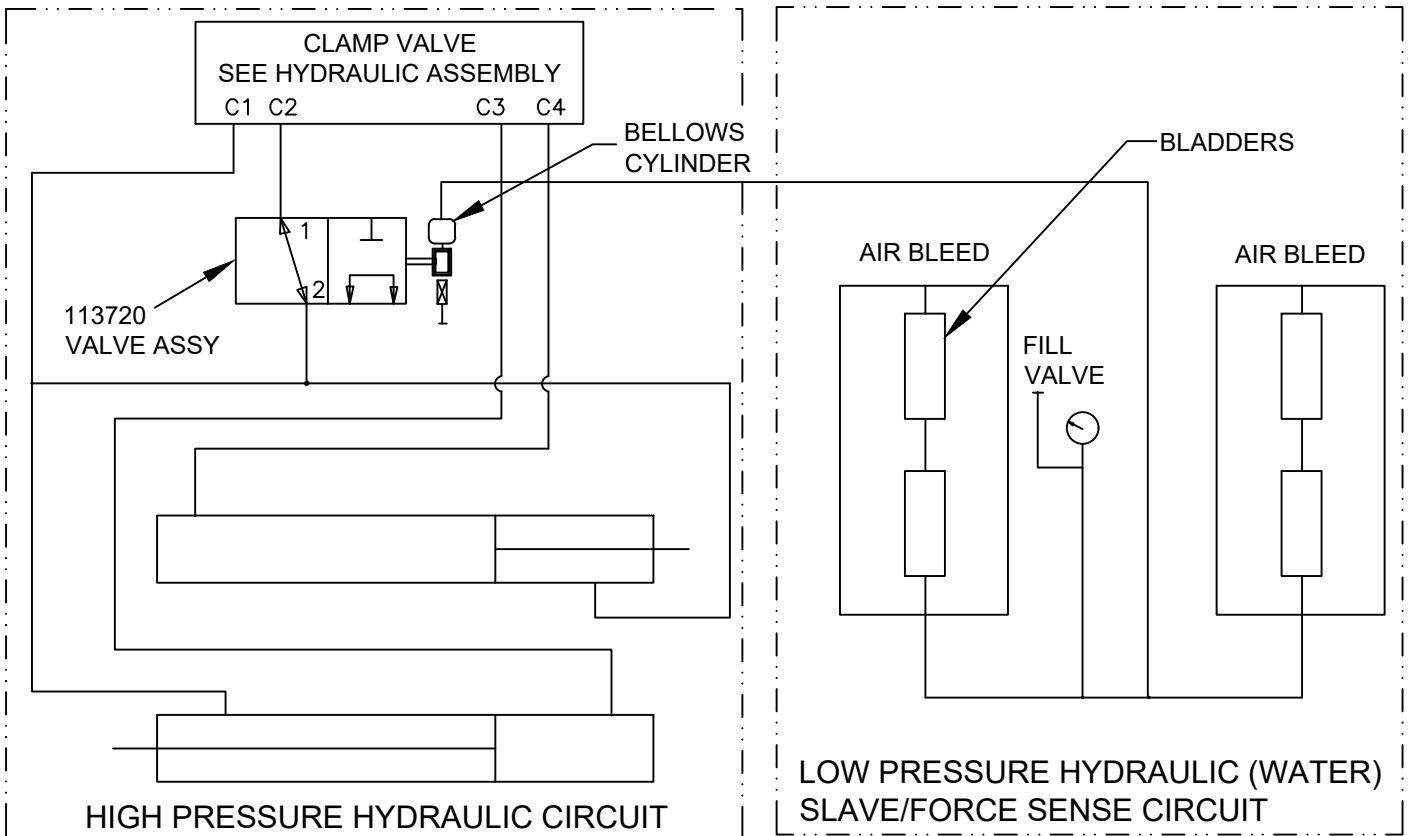 CLAMP VALVE
SEE HYDRAULIC ASSEMBLY
C1 C2 C3 C4
BELLOWS
CYLINDER
1
2
113720
VALVE ASSY
HIGH PRESSURE HYDRAULIC CIRCUIT
BLADDERS
AIR BLEED
AIR BLEED
FILL
VALVE
LOW PRESSURE HYDRAULIC (WATER)
SLAVE/FORCE SENSE CIRCUIT